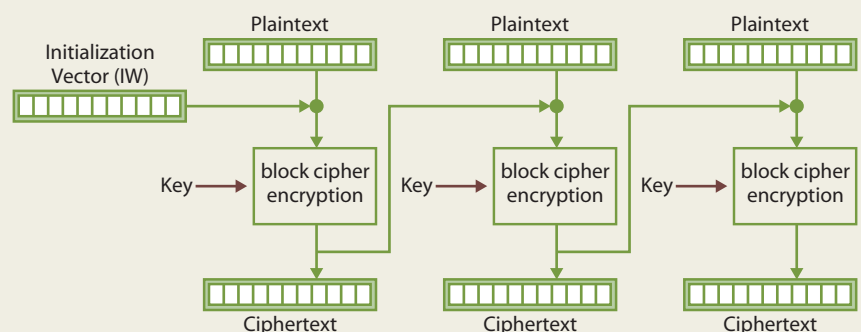 Plaintext
Plaintext
Plaintext
Initialization
Vector (IW)
Key
block cipher
encryption
Key
block cipher
encryption
Key
block cipher
encryption
Ciphertext
Ciphertext
Ciphertext